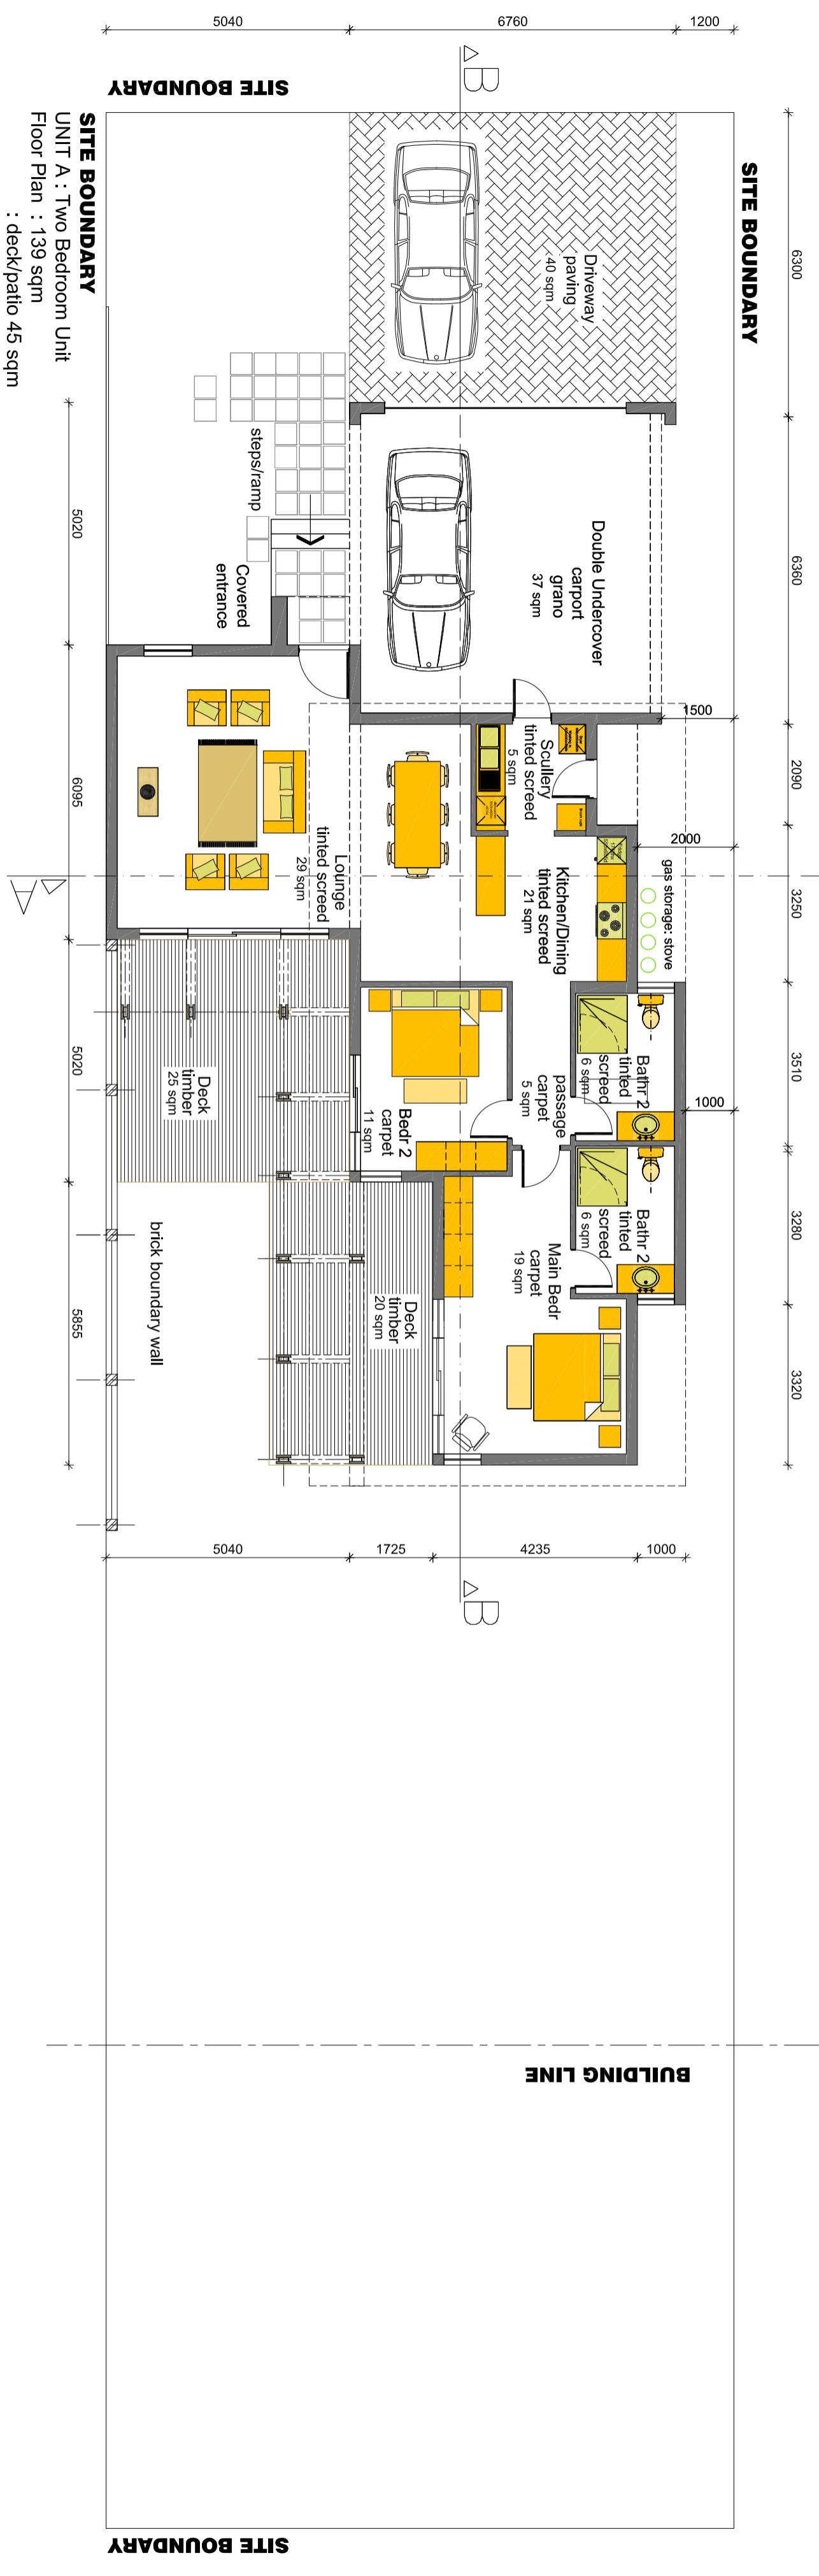 5040
6760
1200
SITE BOUNDARY
B
SITE BOUNDARY
SITE BOUNDARY
UNIT A : Two Bedroom Unit
Floor Plan : 139 sqm
: deck/patio 45 sqm
6300
6360
2090
3250
3510
3280
3320
Driveway
paving
40 sqm
steps/ramp
Covered
entrance
Double Undercover
carport
grano
37 sqm
5020
6095
5020
5855
1500
2000
1000
Scullery
tinted screed
5 sqm
Lounge
tinted screed
29 sqm
Kitchen/Dining
tinted screed
21 sqm
gas storage: stove
A
Bathr 2
tinted
screed
6 sqm
passage
carpet
5 sqm
Bedr 2
carpet
11 sqm
Deck
timber
25 sqm
Bathr 2
tinted
screed
6 sqm
Main Bedr
carpet
19 sqm
Deck
timber
20 sqm
brick boundary wall
5040
1725
4235
1000
B
BUILDING LINE
SITE BOUNDARY